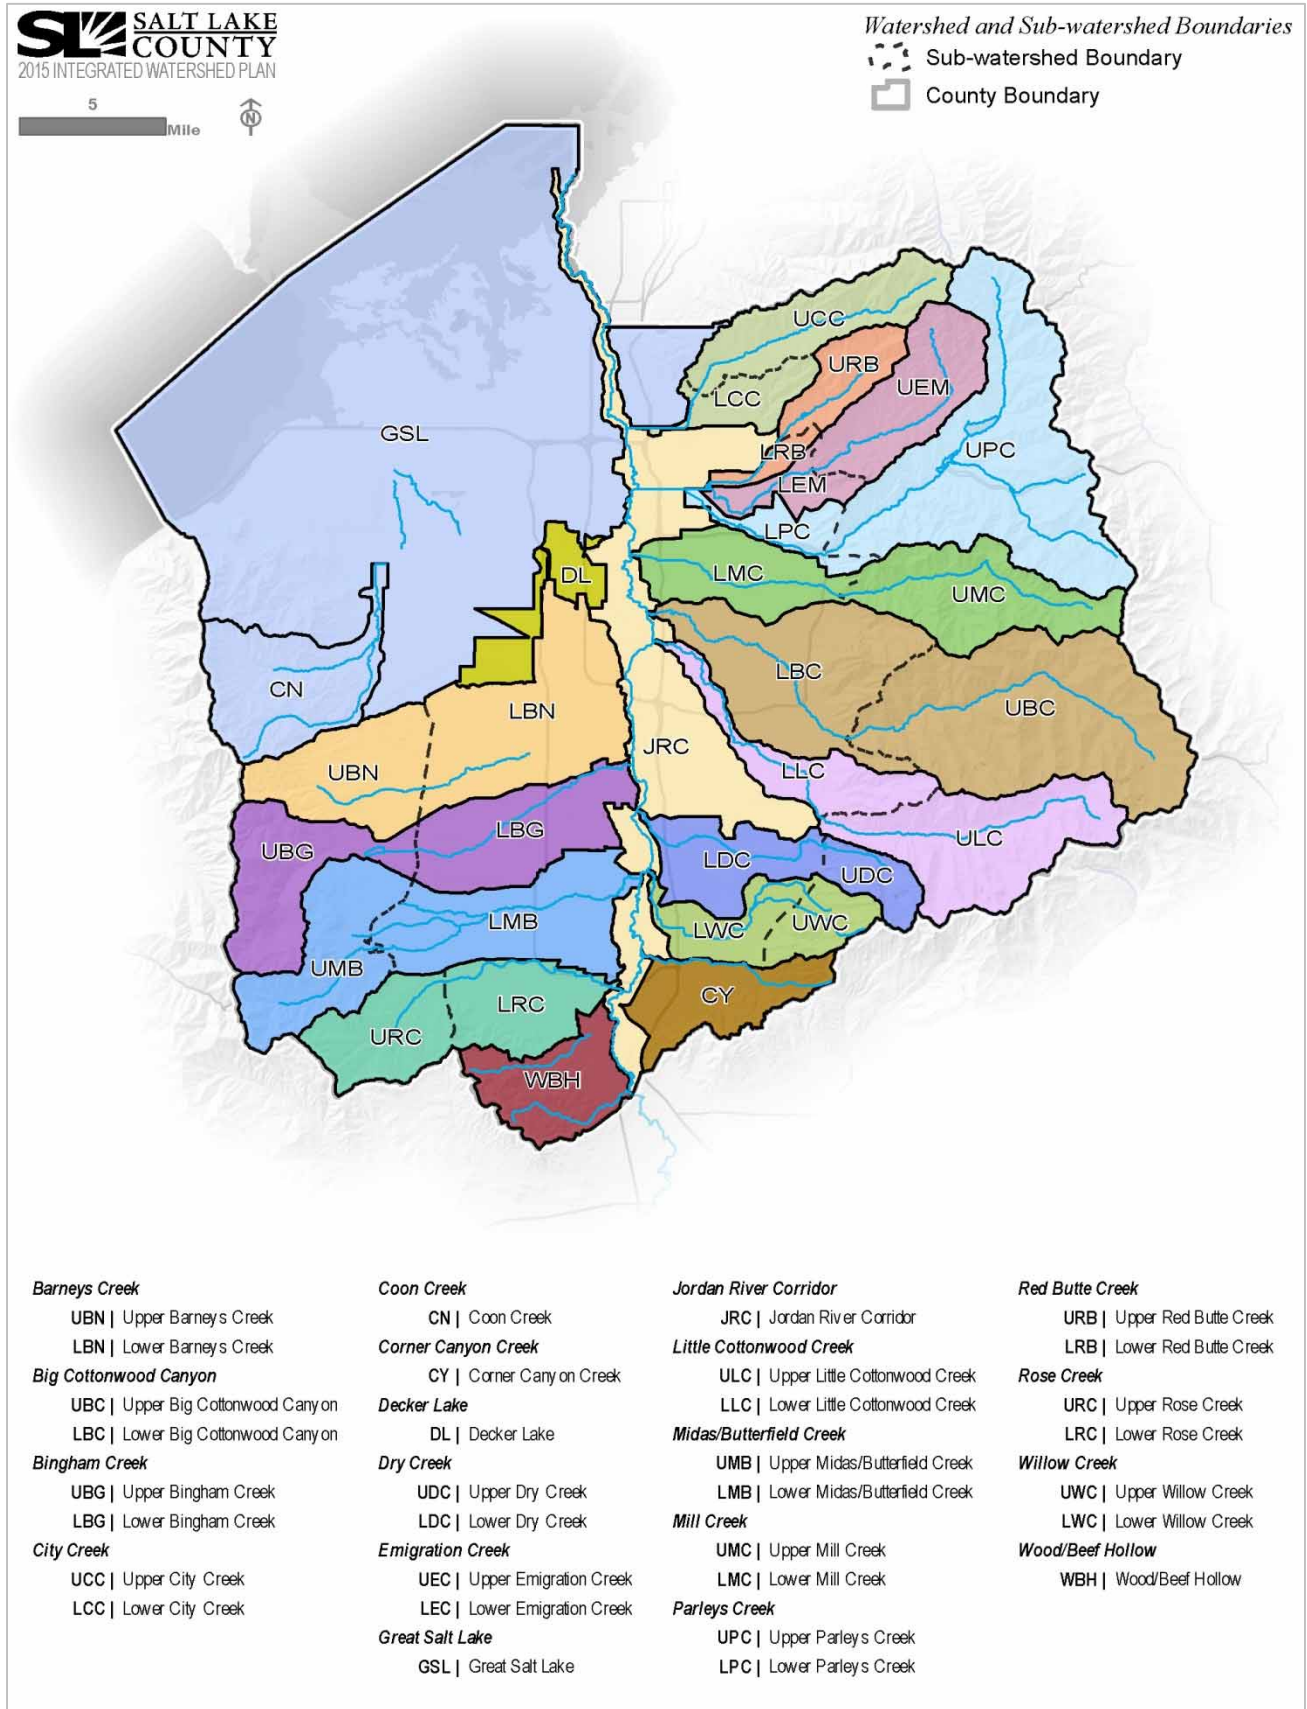 SL SALT LAKE
COUNTY
2015 INTEGRATED WATERSHED PLAN
5
Mile
N
Watershed and Sub-watershed Boundaries
Sub-watershed Boundary
County Boundary
UCC
URB
LCC
UEM
GSL
UPC
LRB
LEM
LPC
DL
LMC
UMC
CN
LBC
LBN
UBC
JRC
UBN
LLC
LBG
ULC
UBG
LDC
UDC
LMB
LWC
UWC
UMB
CY
LRC
URC
WBH
Barneys Creek
UBN | Upper Barneys Creek
LBN | Lower Barneys Creek
Big Cottonwood Canyon
UBC | Upper Big Cottonwood Canyon
LBC | Lower Big Cottonwood Canyon
Bingham Creek
UBG | Upper Bingham Creek
LBG | Lower Bingham Creek
City Creek
UCC | Upper City Creek
LCC | Lower City Creek
Coon Creek
CN | Coon Creek
Corner Canyon Creek
CY | Corner Canyon Creek
Decker Lake
DL | Decker Lake
Dry Creek
UDC | Upper Dry Creek
LDC | Lower Dry Creek
Emigration Creek
UEC | Upper Emigration Creek
LEC | Lower Emigration Creek
Great Salt Lake
GSL | Great Salt Lake
Jordan River Corridor
JRC | Jordan River Corridor
Little Cottonwood Creek
ULC | Upper Little Cottonwood Creek
LLC | Lower Little Cottonwood Creek
Midas/Butterfield Creek
UMB | Upper Midas/Butterfield Creek
LMB | Lower Midas/Butterfield Creek
Mill Creek
UMC | Upper Mill Creek
LMC | Lower Mill Creek
Parleys Creek
UPC | Upper Parleys Creek
LPC | Lower Parleys Creek
Red Butte Creek
URB | Upper Red Butte Creek
LRB | Lower Red Butte Creek
Rose Creek
URC | Upper Rose Creek
LRC | Lower Rose Creek
Willow Creek
UWC | Upper Willow Creek
LWC | Lower Willow Creek
Wood/Beef Hollow
WBH | Wood/Beef Hollow